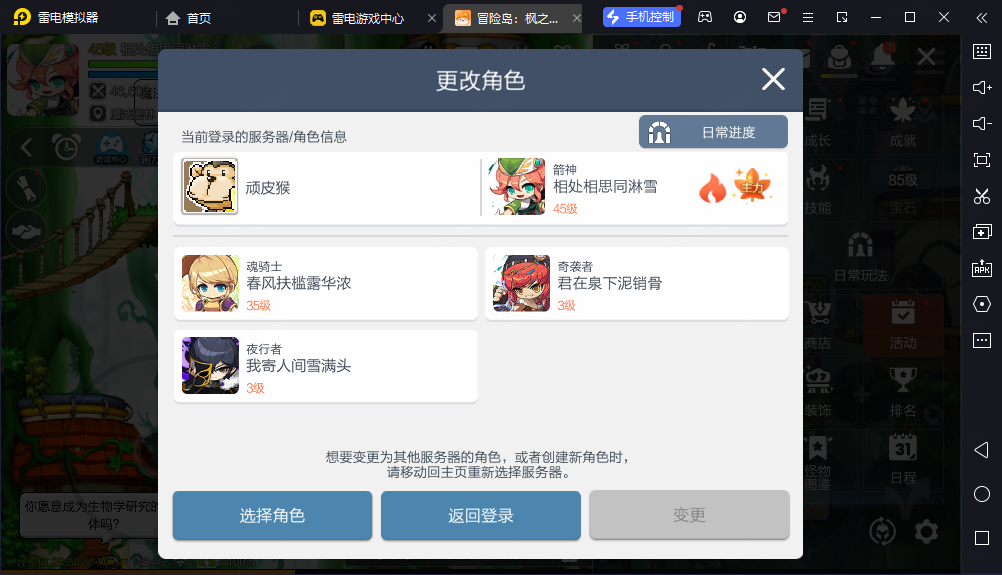 雷电模拟器
首页
雷电游戏中心
冒险岛：枫之...
手机控制
45级 相处相思同淋雪
更改角色
当前登录的服务器/角色信息
日常进度
顽皮猴
箭神
相处相思同淋雪
45级
主力
魂骑士
春风扶槛露华浓
35级
奇袭者
君在泉下泥销骨
3级
夜行者
我寄人间雪满头
3级
想要变更为其他服务器的角色，或者创建新角色时，
请移动回主页重新选择服务器。
选择角色
返回登录
变更
成长
成就
技能
85级
宝石
日常玩法
商店
活动
装饰
排名
怪物
图鉴
31
日程
游戏中心
你愿意成为生物学研究的
体吗?
APK
1